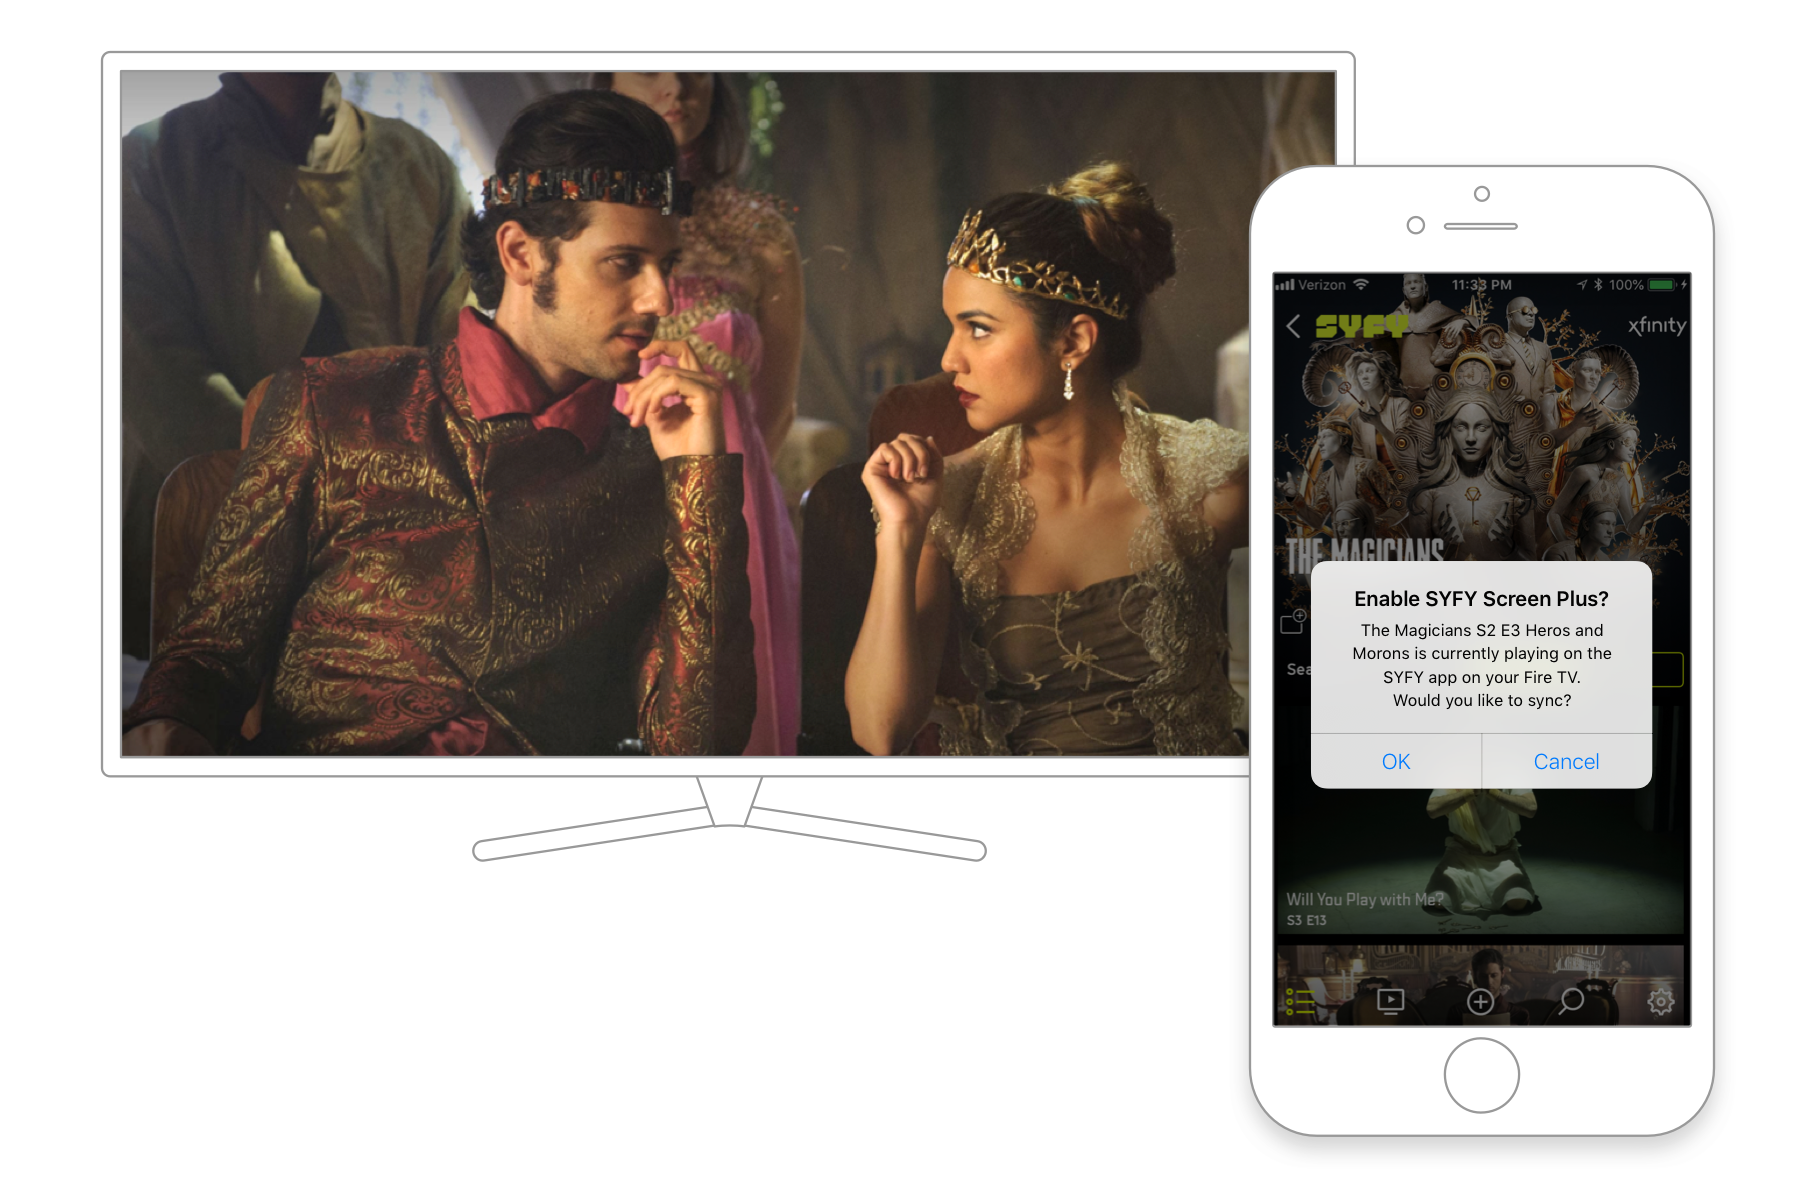 Verizon
11:33 PM
100%
SYFY
xfinity
THE MAGICIANS
Enable SYFY Screen Plus?
The Magicians S2 E3 Heros and
Morons is currently playing on the
SYFY app on your Fire TV.
Would you like to sync?
Sea
OK
Cancel
Will You Play with Me?
S3 E13